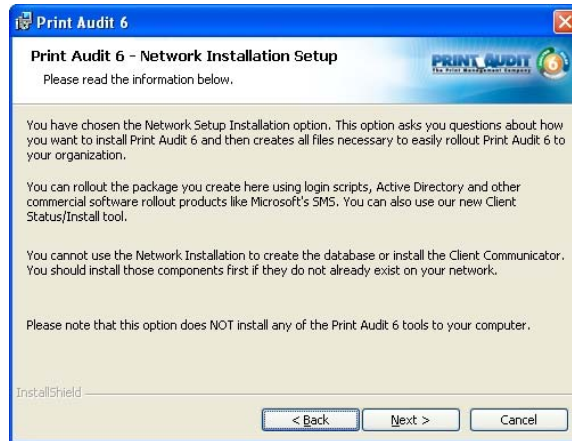 Print Audit 6
Print Audit 6 - Network Installation Setup
Please read the information below.
PRINT AUDIT 6
The Print Management Company
You have chosen the Network Setup Installation option. This option asks you questions about how
you want to install Print Audit 6 and then creates all files necessary to easily rollout Print Audit 6 to
your organization.
You can rollout the package you create here using login scripts, Active Directory and other
commercial software rollout products like Microsoft's SMS. You can also use our new Client
Status/Install tool.
You cannot use the Network Installation to create the database or install the Client Communicator.
You should install those components first if they do not already exist on your network.
Please note that this option does NOT install any of the Print Audit 6 tools to your computer.
InstallShield
< Back
Next >
Cancel